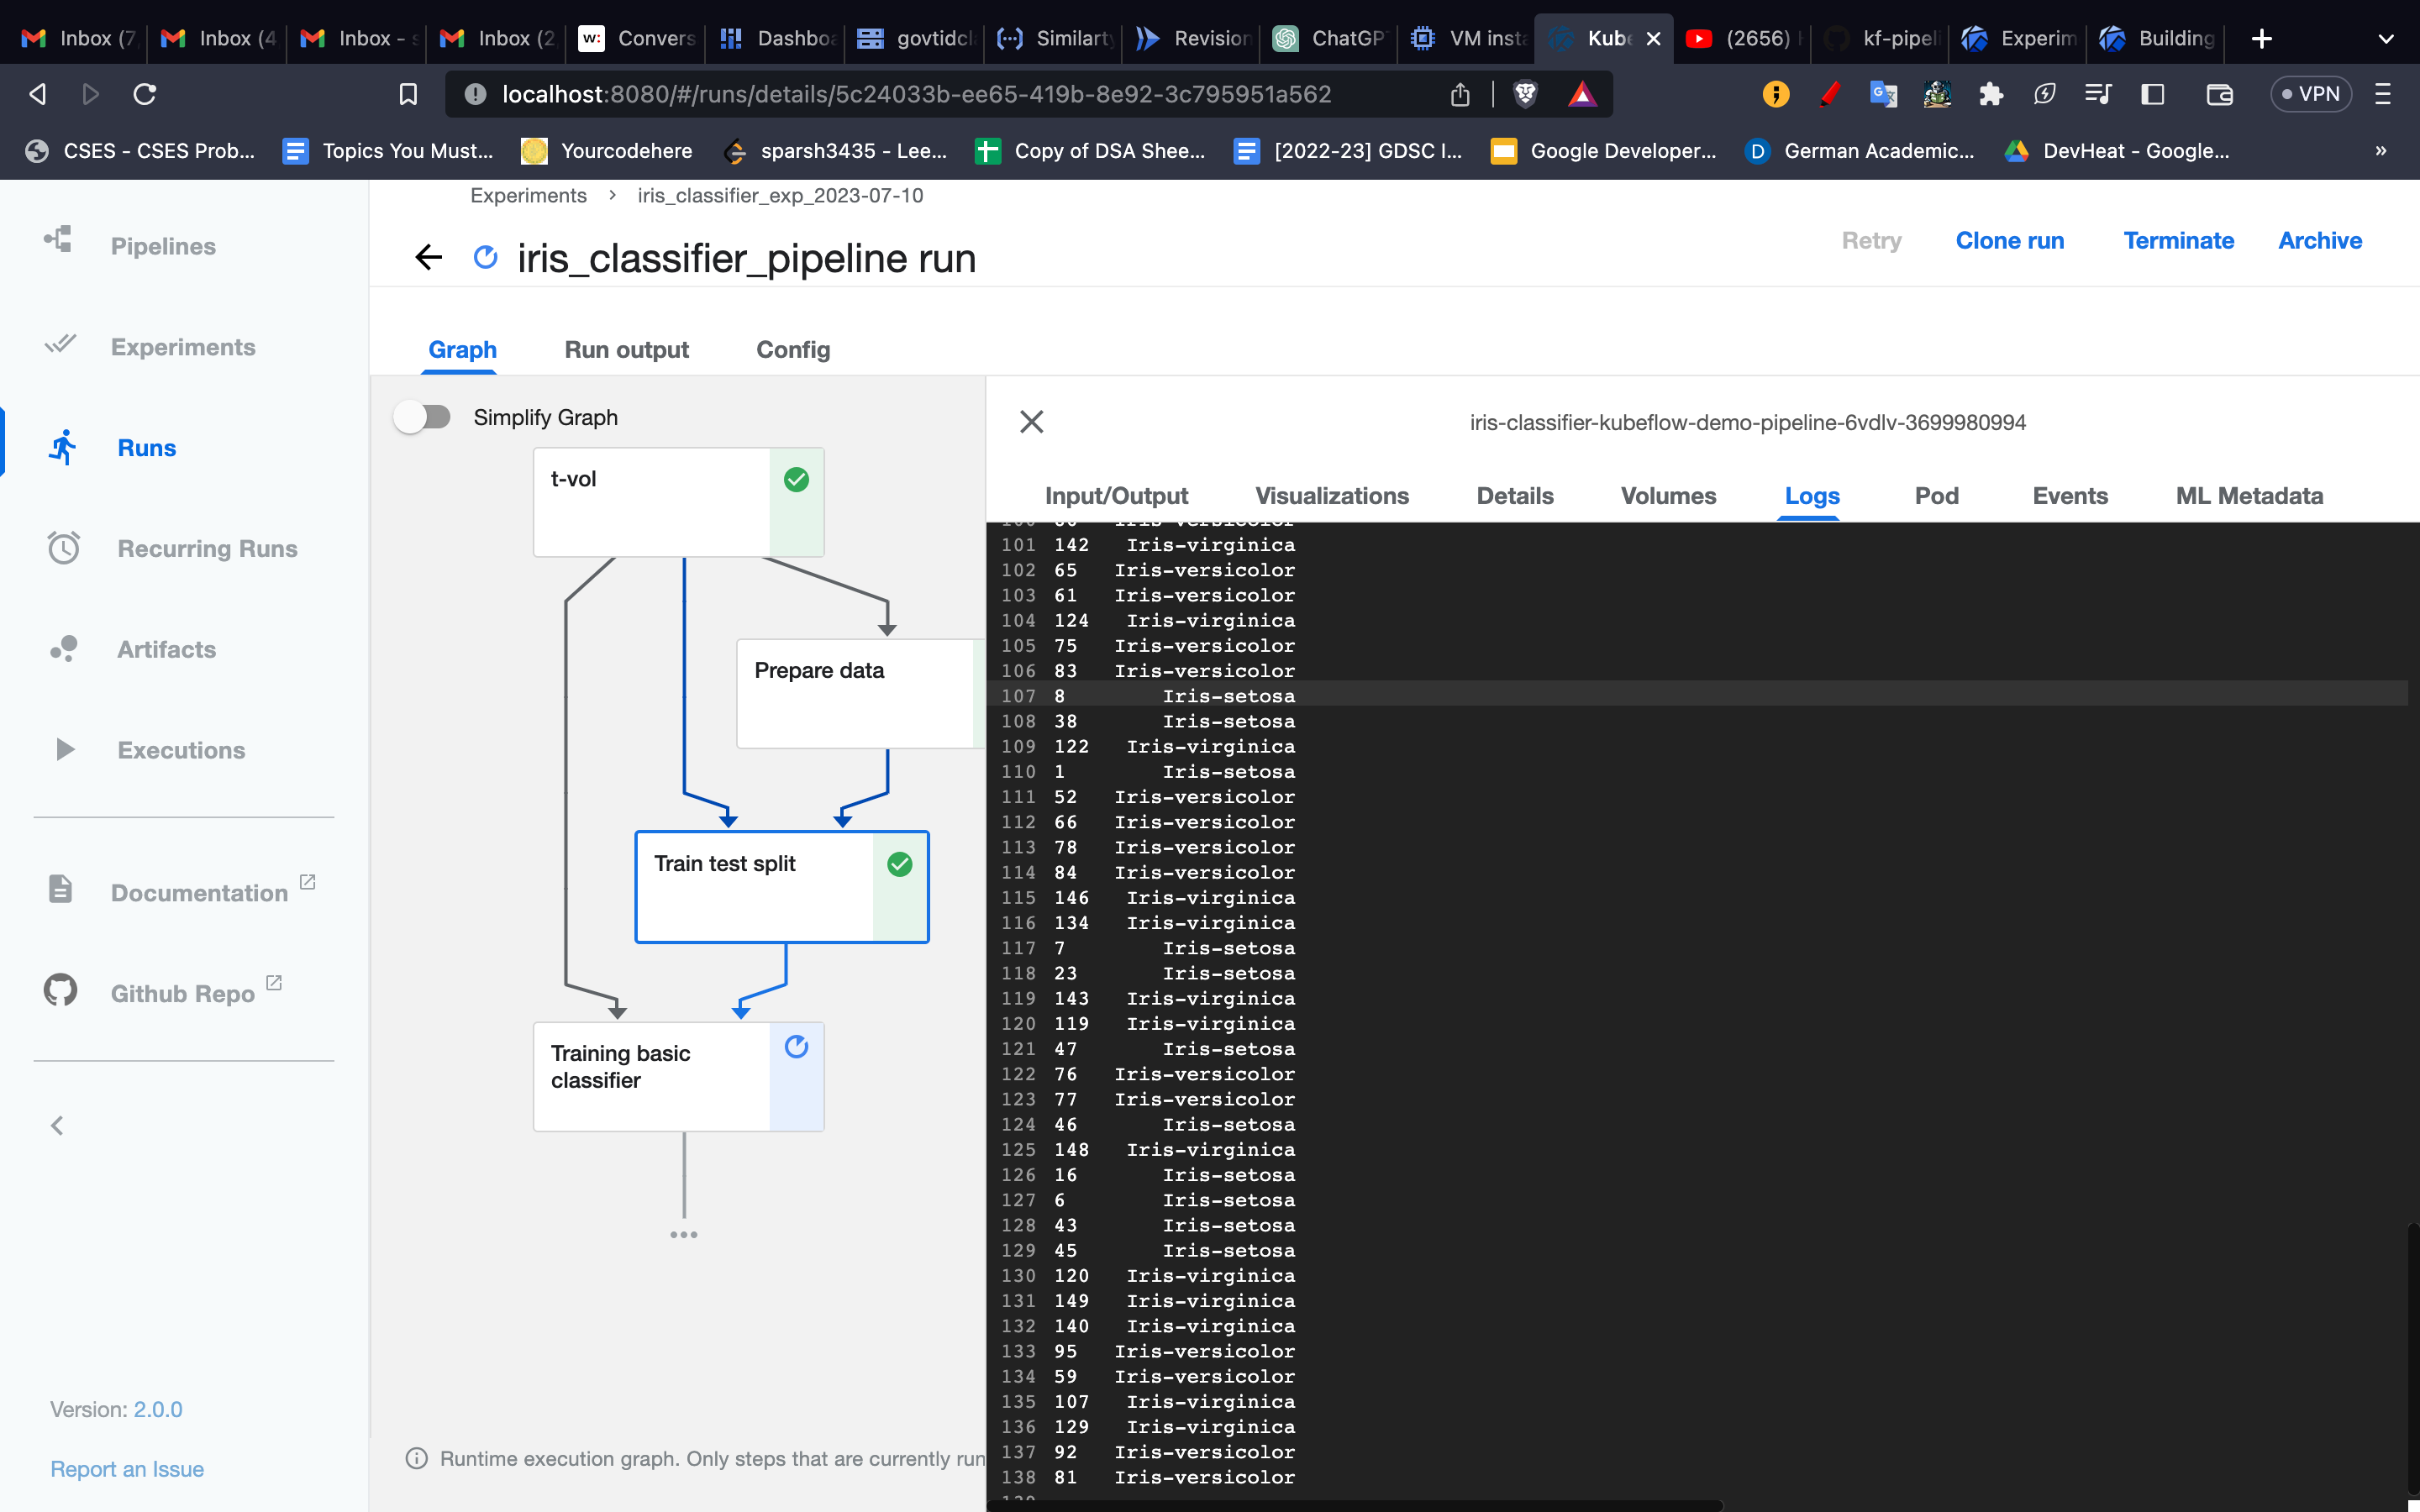 Inbox (7,
Inbox (4
Inbox - s
Inbox (2
w: Convers
Dashboa
govtidcl
Similarty
Revision
ChatGP
VM insta
Kube
(2656)
kf-pipeli
Experim
Building
localhost:8080/#/runs/details/5c24033b-ee65-419b-8e92-3c795951a562
VPN
CSES - CSES Prob...
Topics You Must...
Yourcodehere
sparsh3435 - Lee...
Copy of DSA Shee...
[2022-23] GDSC I...
Google Developer...
D German Academic...
DevHeat - Google...
»
Pipelines
Experiments
Runs
Recurring Runs
Artifacts
Executions
Documentation
Github Repo
Version: 2.0.0
Report an Issue
Experiments > iris_classifier_exp_2023-07-10
iris_classifier_pipeline run
Retry Clone run Terminate Archive
Graph Run output Config
Simplify Graph
t-vol
Prepare data
Train test split
Training basic
classifier
Runtime execution graph. Only steps that are currently run
iris-classifier-kubeflow-demo-pipeline-6vdlv-3699980994
Input/Output Visualizations Details Volumes Logs Pod Events ML Metadata
101 142 Iris-virginica
102 65 Iris-versicolor
103 61 Iris-versicolor
104 124 Iris-virginica
105 75 Iris-versicolor
106 83 Iris-versicolor
107 8 Iris-setosa
108 38 Iris-setosa
109 122 Iris-virginica
110 1 Iris-setosa
111 52 Iris-versicolor
112 66 Iris-versicolor
113 78 Iris-versicolor
114 84 Iris-versicolor
115 146 Iris-virginica
116 134 Iris-virginica
117 7 Iris-setosa
118 23 Iris-setosa
119 143 Iris-virginica
120 119 Iris-virginica
121 47 Iris-setosa
122 76 Iris-versicolor
123 77 Iris-versicolor
124 46 Iris-setosa
125 148 Iris-virginica
126 16 Iris-setosa
127 6 Iris-setosa
128 43 Iris-setosa
129 45 Iris-setosa
130 120 Iris-virginica
131 149 Iris-virginica
132 140 Iris-virginica
133 95 Iris-versicolor
134 59 Iris-versicolor
135 107 Iris-virginica
136 129 Iris-virginica
137 92 Iris-versicolor
138 81 Iris-versicolor